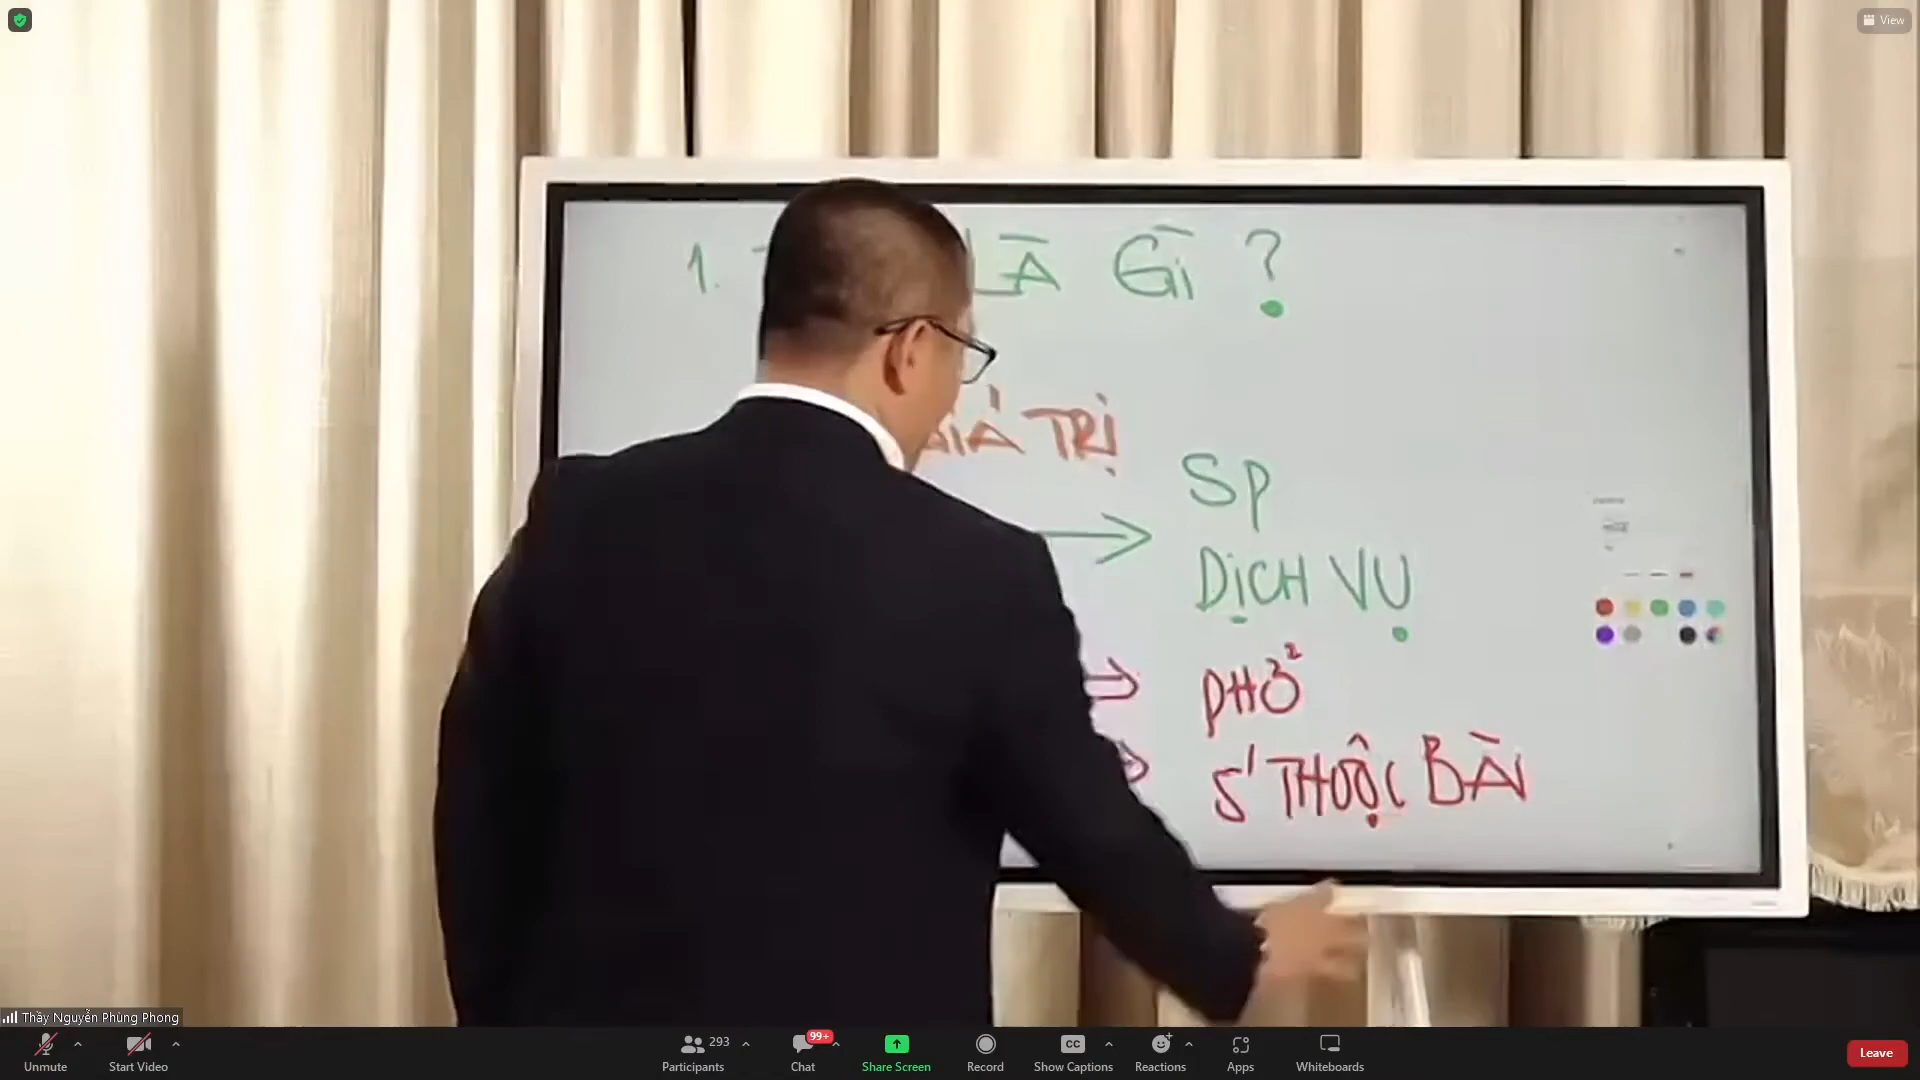 View
1. LÀ GÌ ?
GIÁ TRỊ
SP
DỊCH VỤ
PHỞ²
5' THUỘC BÀI
Thầy Nguyễn Phùng Phong
Unmute
Start Video
293
Participants
99+
Chat
Share Screen
Record
CC
Show Captions
Reactions
Apps
Whiteboards
Leave